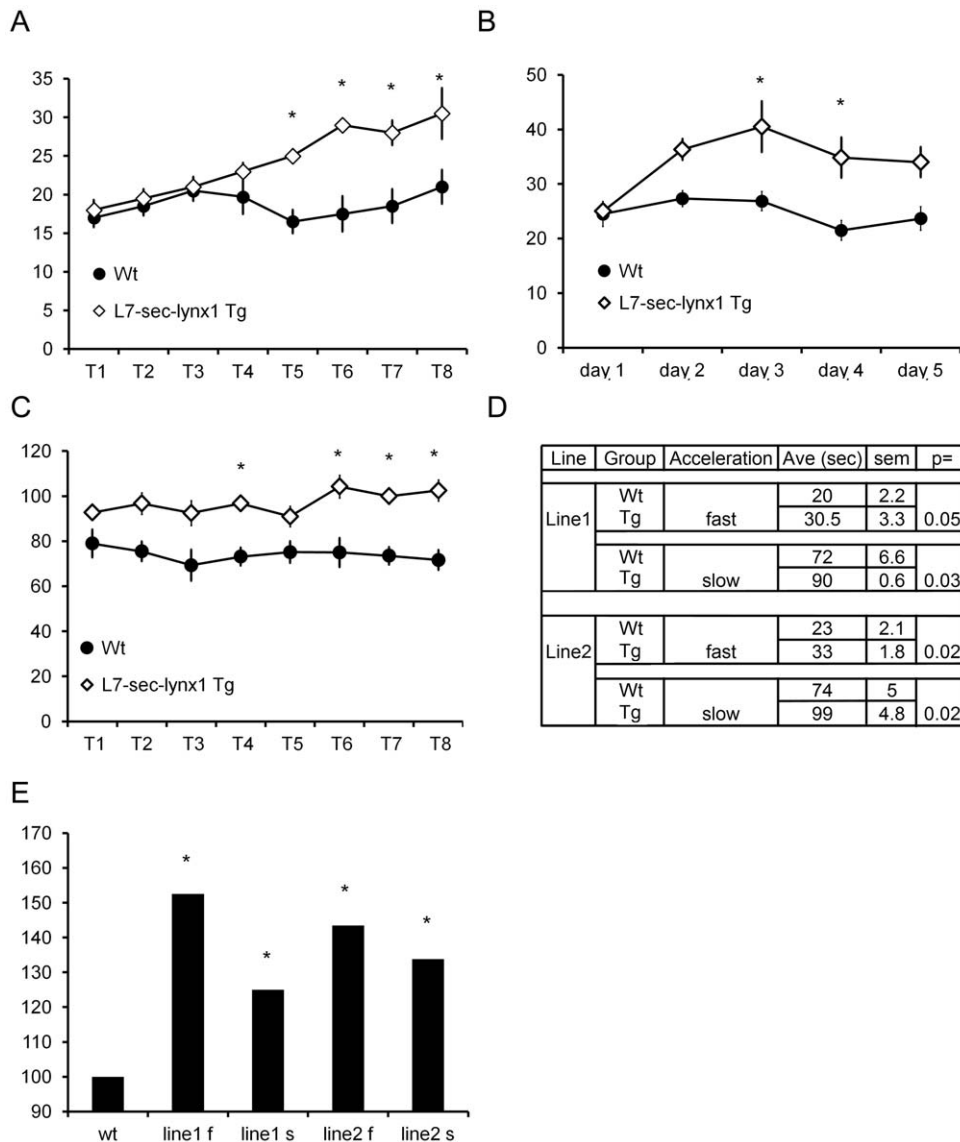 A
35
30
25
20
15
10
5
0
* * * *
Wt
L7-sec-lynx1 Tg
T1 T2 T3 T4 T5 T6 T7 T8
B
50
40
30
20
10
0
* *
Wt
L7-sec-lynx1 Tg
day 1 day 2 day 3 day 4 day 5
C
120
100
80
60
40
20
0
* * * *
Wt
L7-sec-lynx1 Tg
T1 T2 T3 T4 T5 T6 T7 T8
D
Line Group Acceleration Ave (sec) sem p=
Wt 20 2.2
Line1 Tg fast 30.5 3.3 0.05
Wt 72 6.6
Tg slow 90 0.6 0.03
Wt 23 2.1
Line2 Tg fast 33 1.8 0.02
Wt 74 5
Tg slow 99 4.8 0.02
E
170
160
150
140
130
120
110
100
90
* * * *
wt line1 f line1 s line2 f line2 s